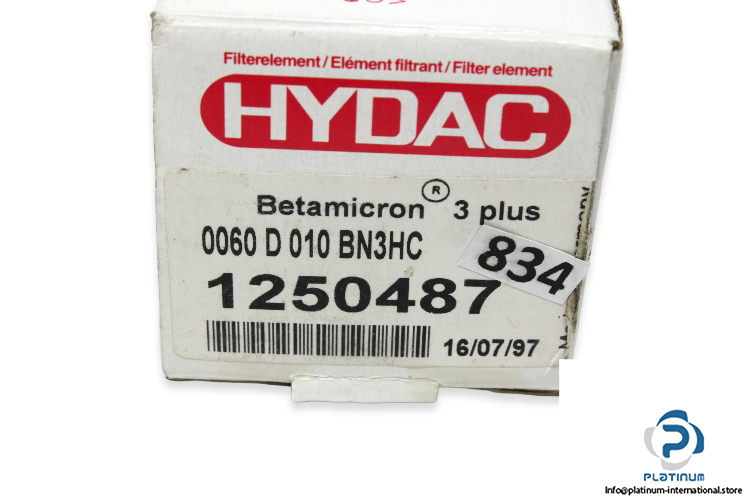 Filterelement / Elément filtrant / Filter element
HYDAC
Betamicron ® 3 plus
0060 D 010 BN3HC
834
1250487
16/07/97
PLATINUM
Info@platinum-international.store